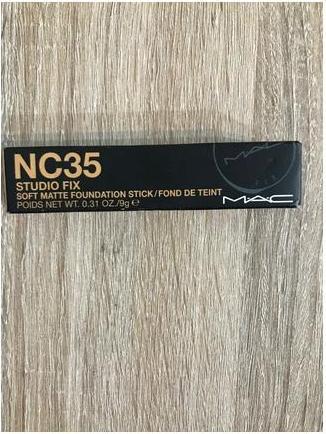 NC35
STUDIO FIX
SOFT MATTE FOUNDATION STICK/FOND DE TEINT
POIDS NET WT. 0.31 OZ./9g ℮
MAC